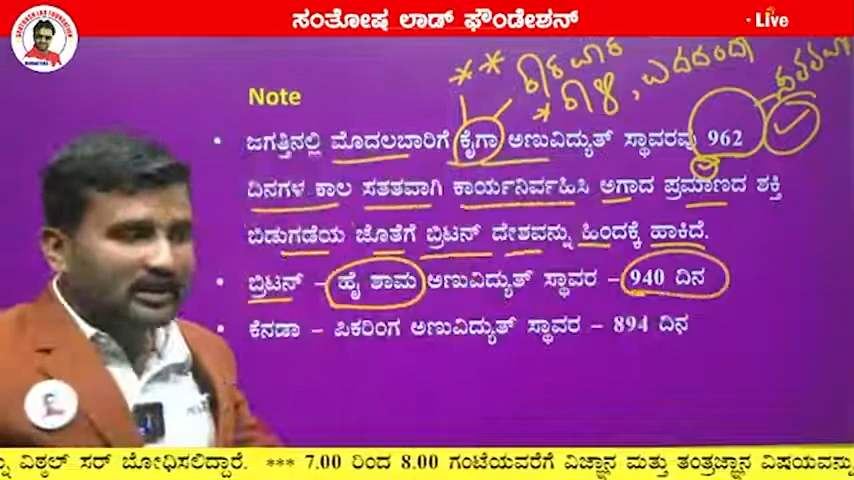 ಸಂತೋಷ ಲಾಡ್ ಫೌಂಡೇಶನ್
Live
Note
ಜಗತ್ತಿನಲ್ಲಿ ಮೊದಲಬಾರಿಗೆ ಕೈಗಾ ಅಣುವಿದ್ಯುತ್ ಸ್ಥಾವರವು 962
ದಿನಗಳ ಕಾಲ ಸತತವಾಗಿ ಕಾರ್ಯನಿರ್ವಹಿಸಿ ಅಗಾದ ಪ್ರಮಾಣದ ಶಕ್ತಿ
ಬಿಡುಗಡೆಯ ಜೊತೆಗೆ ಬ್ರಿಟನ್ ದೇಶವನ್ನು ಹಿಂದಕ್ಕೆ ಹಾಕಿದೆ.
ಬ್ರಿಟನ್ – ಹೈ ಶಾಮ ಅಣುವಿದ್ಯುತ್ ಸ್ಥಾವರ – 940 ದಿನ
ಕೆನಡಾ – ಪಿಕರಿಂಗ ಅಣುವಿದ್ಯುತ್ ಸ್ಥಾವರ – 894 ದಿನ
ವಿಠ್ಠಲ್ ಸರ್ ಬೋಧಿಸಲಿದ್ದಾರೆ. *** 7.00 ರಿಂದ 8.00 ಗಂಟೆಯವರೆಗೆ ವಿಜ್ಞಾನ ಮತ್ತು ತಂತ್ರಜ್ಞಾನ ವಿಷಯವನ್ನು